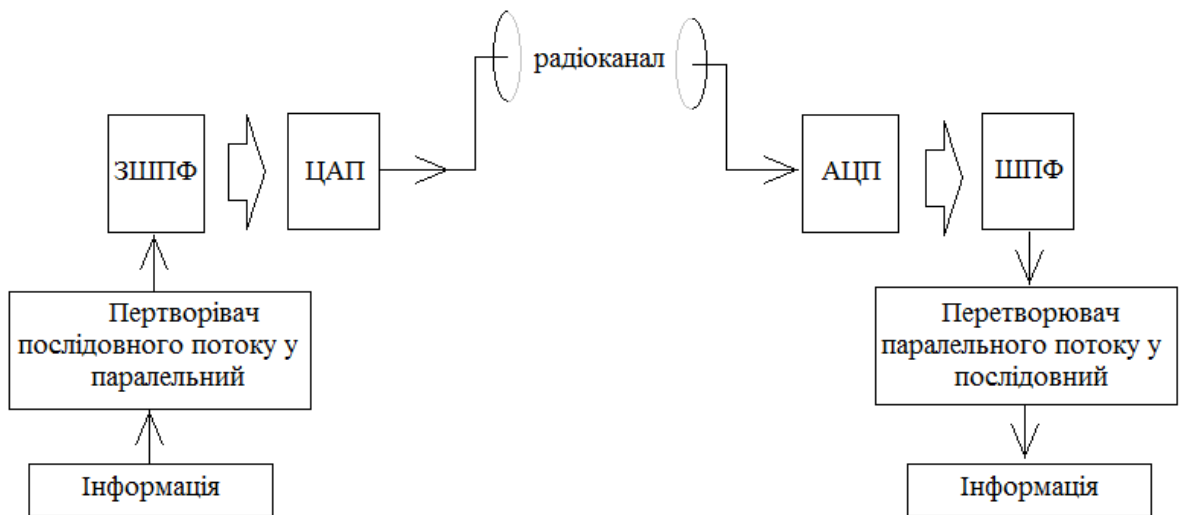 радіоканал
ЗШПФ
ЦАП
АЦП
ШПФ
Пертворівач
послідовного потоку у
паралельний
Перетворювач
паралельного потоку у
послідовний
Інформація
Інформація